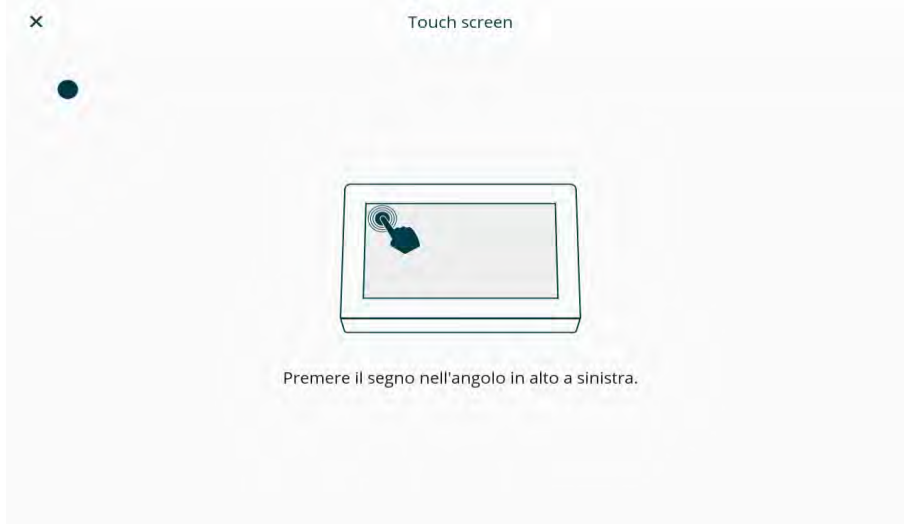 Touch screen
Premere il segno nell'angolo in alto a sinistra.